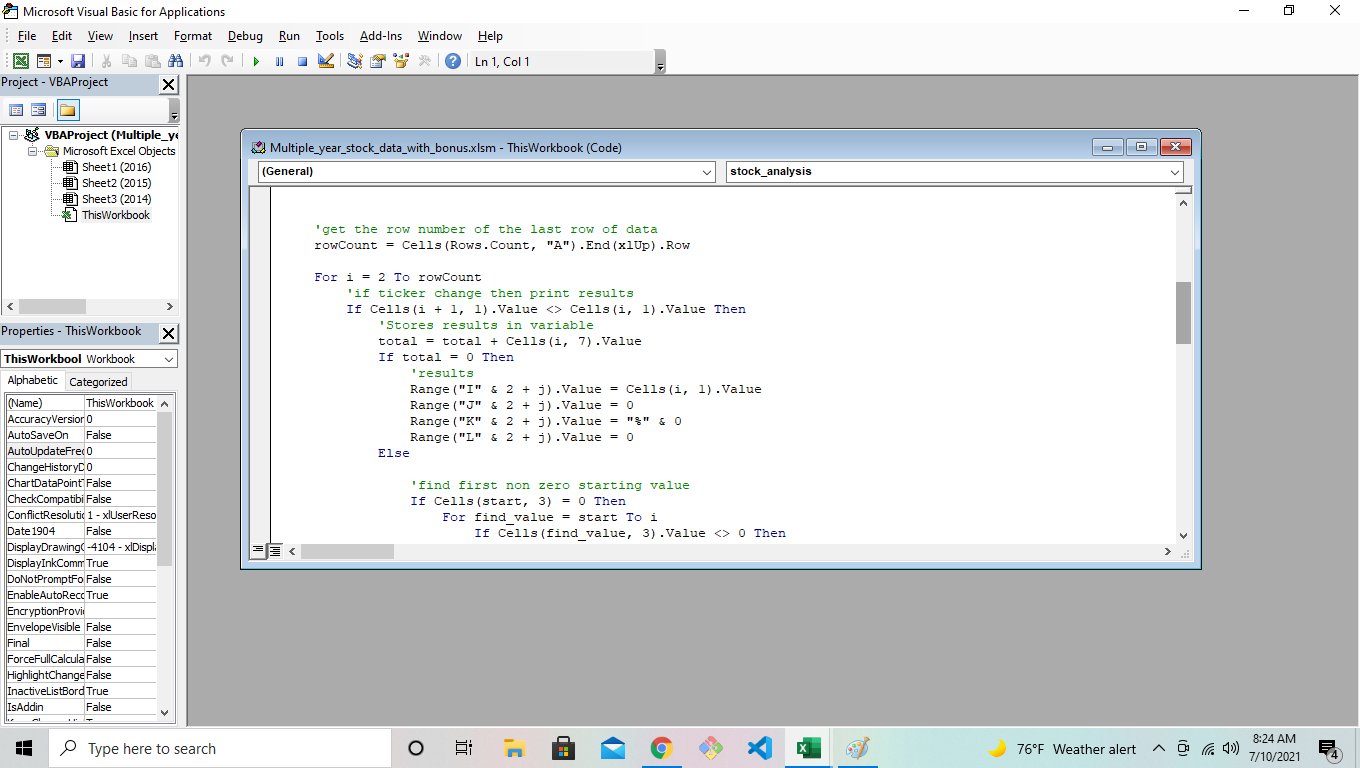 Microsoft Visual Basic for Applications
File Edit View Insert Format Debug Run Tools Add-Ins Window Help
Ln 1, Col 1
Project - VBAProject
VBAProject (Multiple_ye
Microsoft Excel Objects
Sheet1 (2016)
Sheet2 (2015)
Sheet3 (2014)
ThisWorkbook
Properties - ThisWorkbook
ThisWorkbool Workbook
Alphabetic Categorized
(Name) ThisWorkbook
AccuracyVersion 0
AutoSaveOn False
AutoUpdateFreq 0
ChangeHistoryD 0
ChartDataPointT False
CheckCompatibi False
ConflictResolutic 1 - xlUserReso
Date1904 False
DisplayDrawingO -4104 - xlDispla
DisplayInkComm True
DoNotPromptFo False
EnableAutoReco True
EncryptionProvi
EnvelopeVisible False
Final False
ForceFullCalcula False
HighlightChange False
InactiveListBord True
IsAddin False
Multiple_year_stock_data_with_bonus.xlsm - ThisWorkbook (Code)
(General) stock_analysis
'get the row number of the last row of data
rowCount = Cells(Rows.Count, "A").End(xlUp).Row
For i = 2 To rowCount
'if ticker change then print results
If Cells(i + 1, 1).Value <> Cells(i, 1).Value Then
'Stores results in variable
total = total + Cells(i, 7).Value
If total = 0 Then
'results
Range("I" & 2 + j).Value = Cells(i, 1).Value
Range("J" & 2 + j).Value = 0
Range("K" & 2 + j).Value = "%" & 0
Range("L" & 2 + j).Value = 0
Else
'find first non zero starting value
If Cells(start, 3) = 0 Then
For find_value = start To i
If Cells(find_value, 3).Value <> 0 Then
Type here to search
76°F Weather alert
8:24 AM
7/10/2021
4